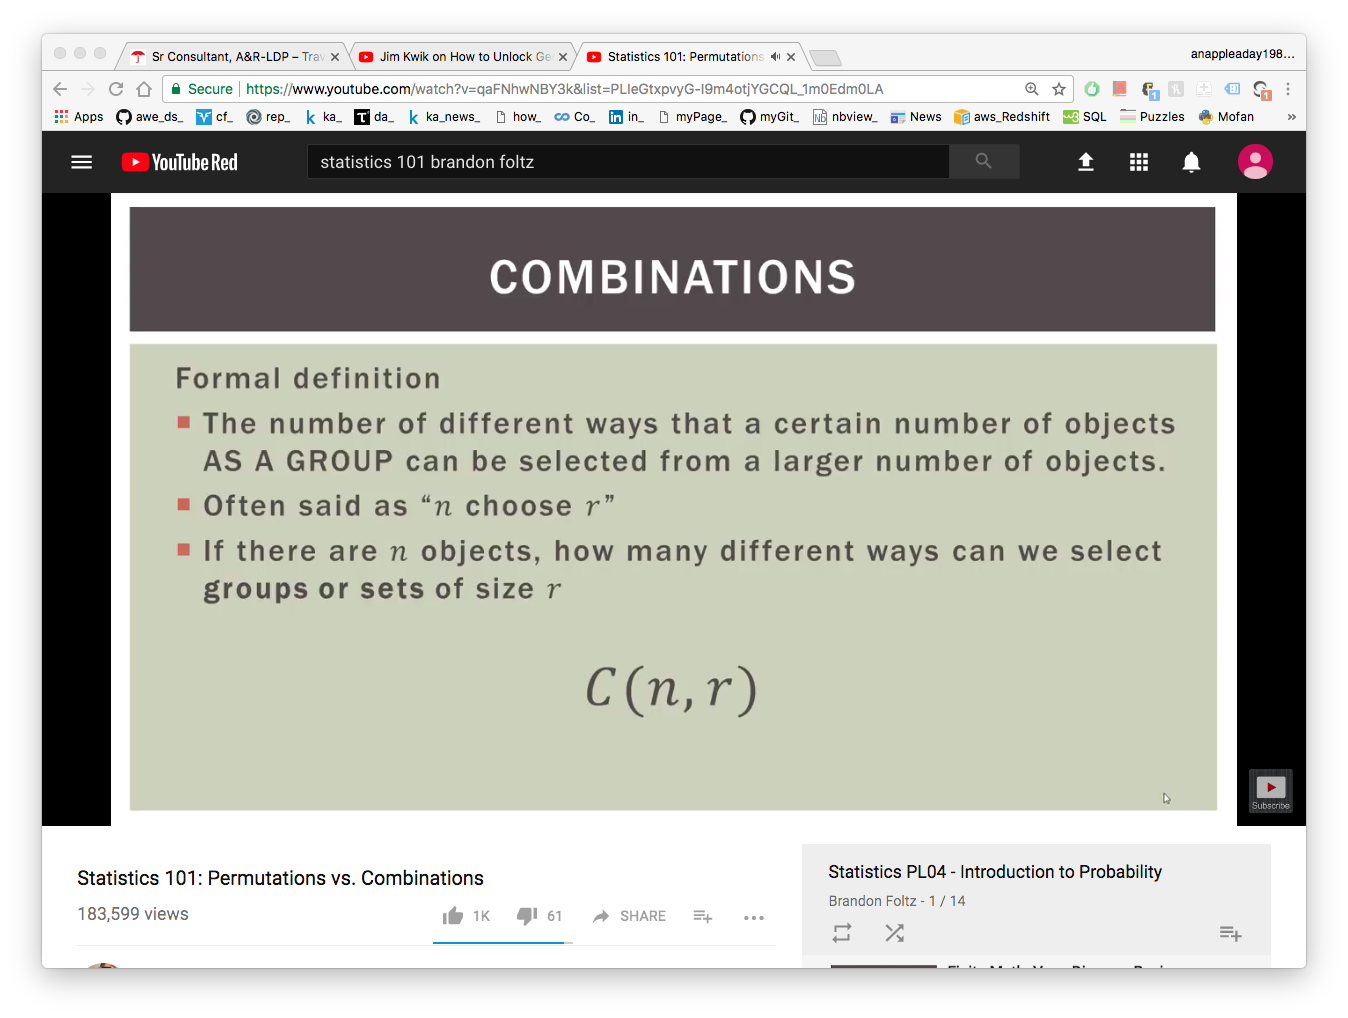 Sr Consultant, A&R-LDP – Trav
Jim Kwik on How to Unlock Ge
Statistics 101: Permutations
anappleaday198...
Secure https://www.youtube.com/watch?v=qaFNhwNBY3k&list=PLIeGtxpvyG-I9m4otjYGCQL_1m0Edm0LA
Apps awe_ds_ cf_ rep_ ka_ da_ ka_news_ how_ Co_ in_ myPage_ myGit_ nbview_ News aws_Redshift SQL Puzzles Mofan »
YouTube Red
statistics 101 brandon foltz
COMBINATIONS
Formal definition
The number of different ways that a certain number of objects
AS A GROUP can be selected from a larger number of objects.
Often said as “n choose r”
If there are n objects, how many different ways can we select
groups or sets of size r
C(n, r)
Subscribe
Statistics 101: Permutations vs. Combinations
183,599 views
1K 61 SHARE
Statistics PL04 - Introduction to Probability
Brandon Foltz - 1 / 14